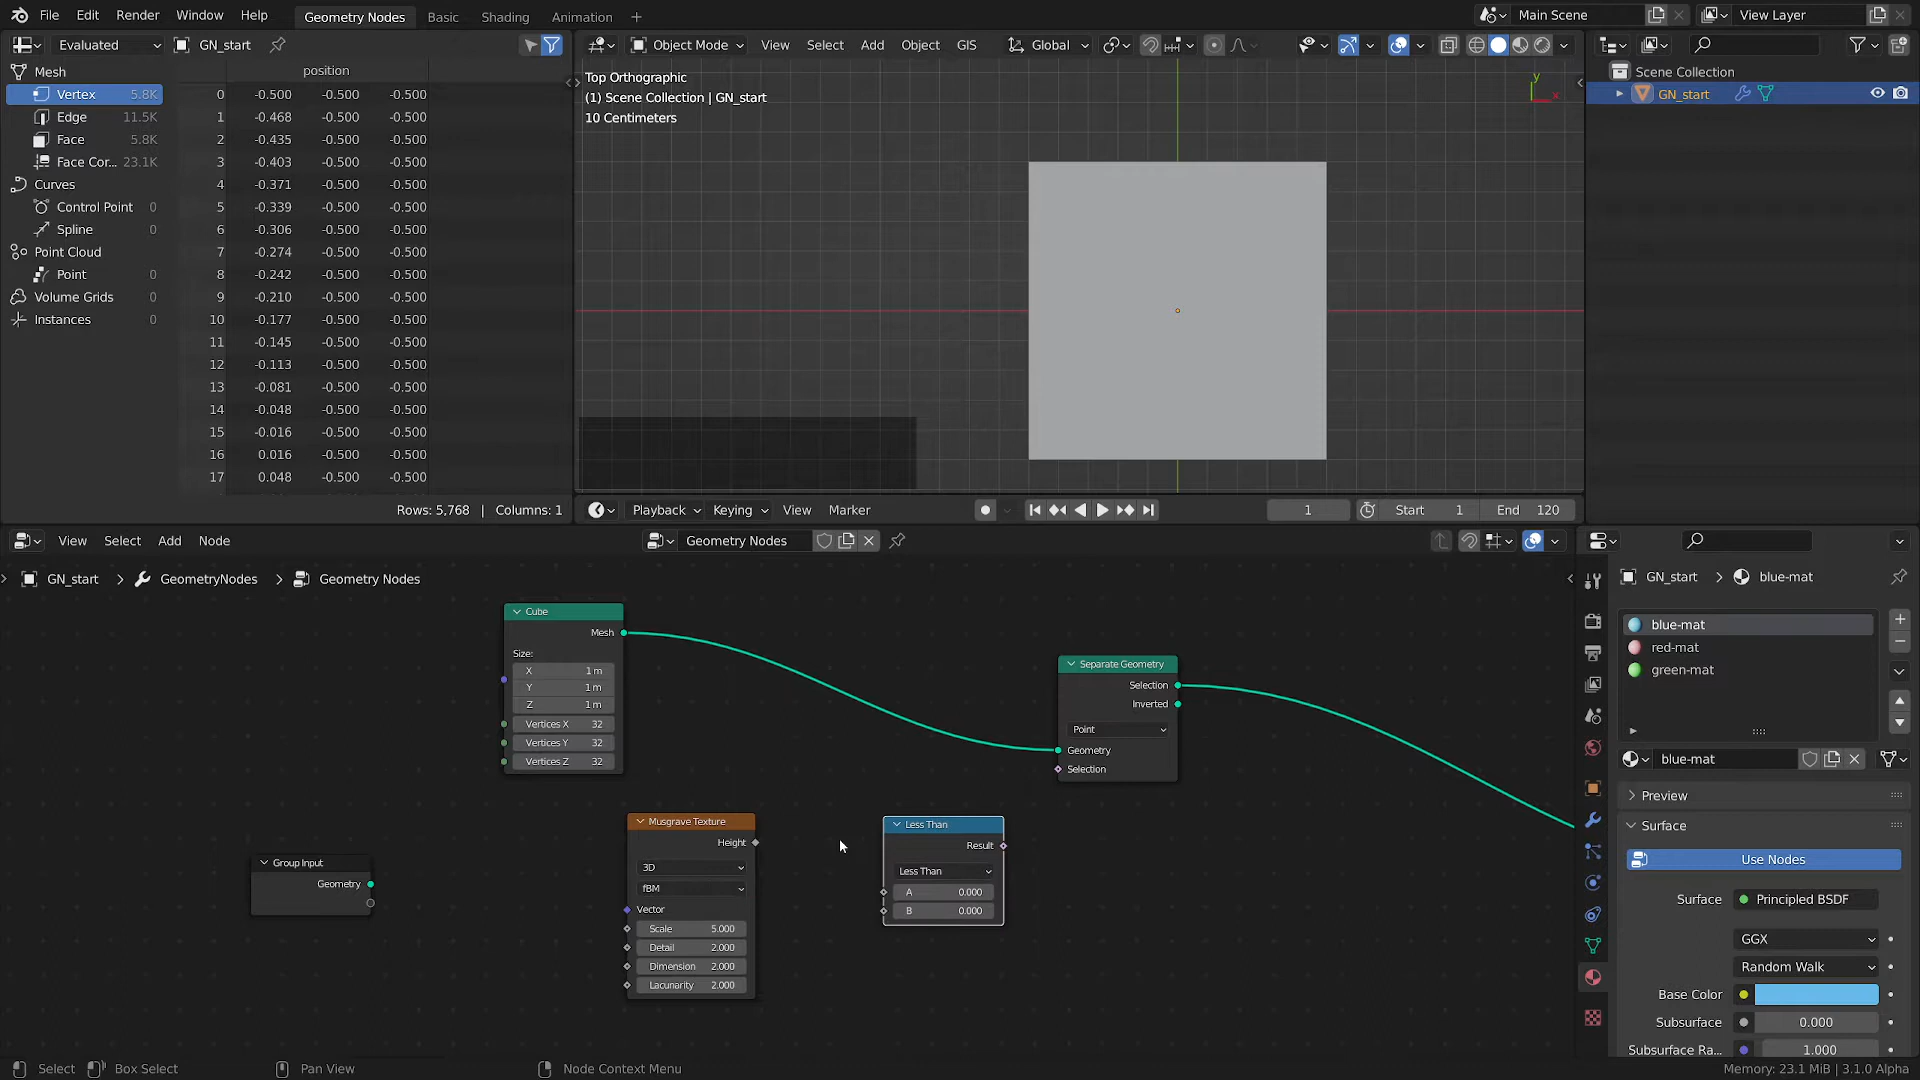 File Edit Render Window Help Geometry Nodes Basic Shading Animation + Main Scene View Layer
Evaluated GN_start
Object Mode View Select Add Object GIS Global
position
Mesh
Vertex 5.8K
Edge 11.5K
Face 5.8K
Face Cor... 23.1K
Curves
Control Point 0
Spline 0
Point Cloud
Point 0
Volume Grids 0
Instances 0
0 -0.500 -0.500 -0.500
1 -0.468 -0.500 -0.500
2 -0.435 -0.500 -0.500
3 -0.403 -0.500 -0.500
4 -0.371 -0.500 -0.500
5 -0.339 -0.500 -0.500
6 -0.306 -0.500 -0.500
7 -0.274 -0.500 -0.500
8 -0.242 -0.500 -0.500
9 -0.210 -0.500 -0.500
10 -0.177 -0.500 -0.500
11 -0.145 -0.500 -0.500
12 -0.113 -0.500 -0.500
13 -0.081 -0.500 -0.500
14 -0.048 -0.500 -0.500
15 -0.016 -0.500 -0.500
16 0.016 -0.500 -0.500
17 0.048 -0.500 -0.500
Rows: 5,768 | Columns: 1
Top Orthographic
(1) Scene Collection | GN_start
10 Centimeters
y
x
Scene Collection
GN_start
Playback Keying View Marker 1 Start 1 End 120
View Select Add Node Geometry Nodes
GN_start > GeometryNodes > Geometry Nodes
Cube
Mesh
Size:
X 1 m
Y 1 m
Z 1 m
Vertices X 32
Vertices Y 32
Vertices Z 32
Separate Geometry
Selection
Inverted
Point
Geometry
Selection
Group Input
Geometry
Musgrave Texture
Height
3D
fBM
Vector
Scale 5.000
Detail 2.000
Dimension 2.000
Lacunarity 2.000
Less Than
Result
Less Than
A 0.000
B 0.000
GN_start > blue-mat
blue-mat
red-mat
green-mat
blue-mat
Preview
Surface
Use Nodes
Surface Principled BSDF
GGX
Random Walk
Base Color
Subsurface 0.000
Subsurface Ra... 1.000
Select Box Select Pan View Node Context Menu Memory: 23.1 MiB | 3.1.0 Alpha